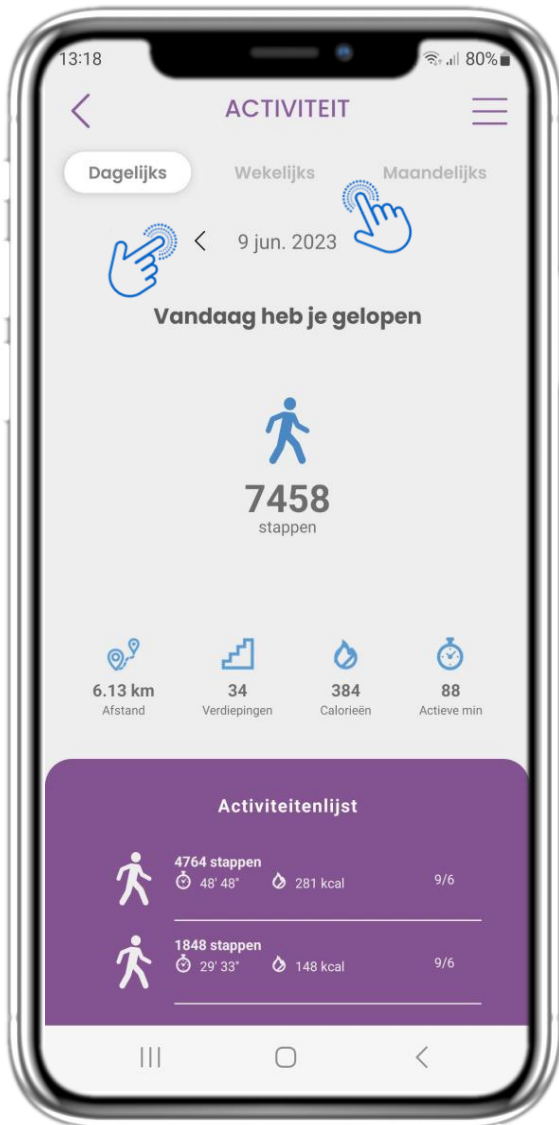 13:18 80%
ACTIVITEIT
Dagelijks Wekelijks Maandelijks
9 jun. 2023
Vandaag heb je gelopen
7458
stappen
6.13 km 34 384 88
Afstand Verdiepingen Calorieën Actieve min
Activiteitenlijst
4764 stappen
48' 48" 281 kcal 9/6
1848 stappen
29' 33" 148 kcal 9/6